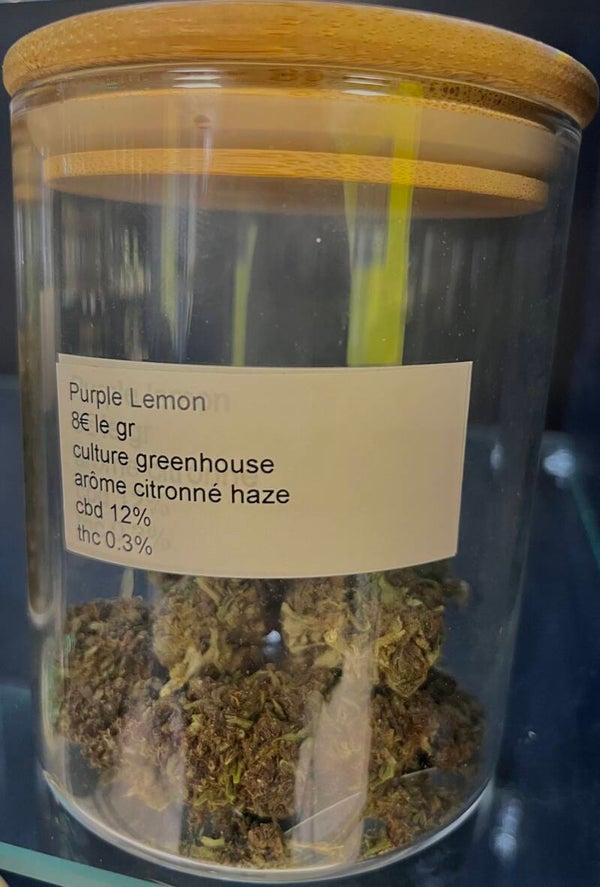 Purple Lemon
8€ le gr
culture greenhouse
arôme citronné haze
cbd 12%
thc 0.3%